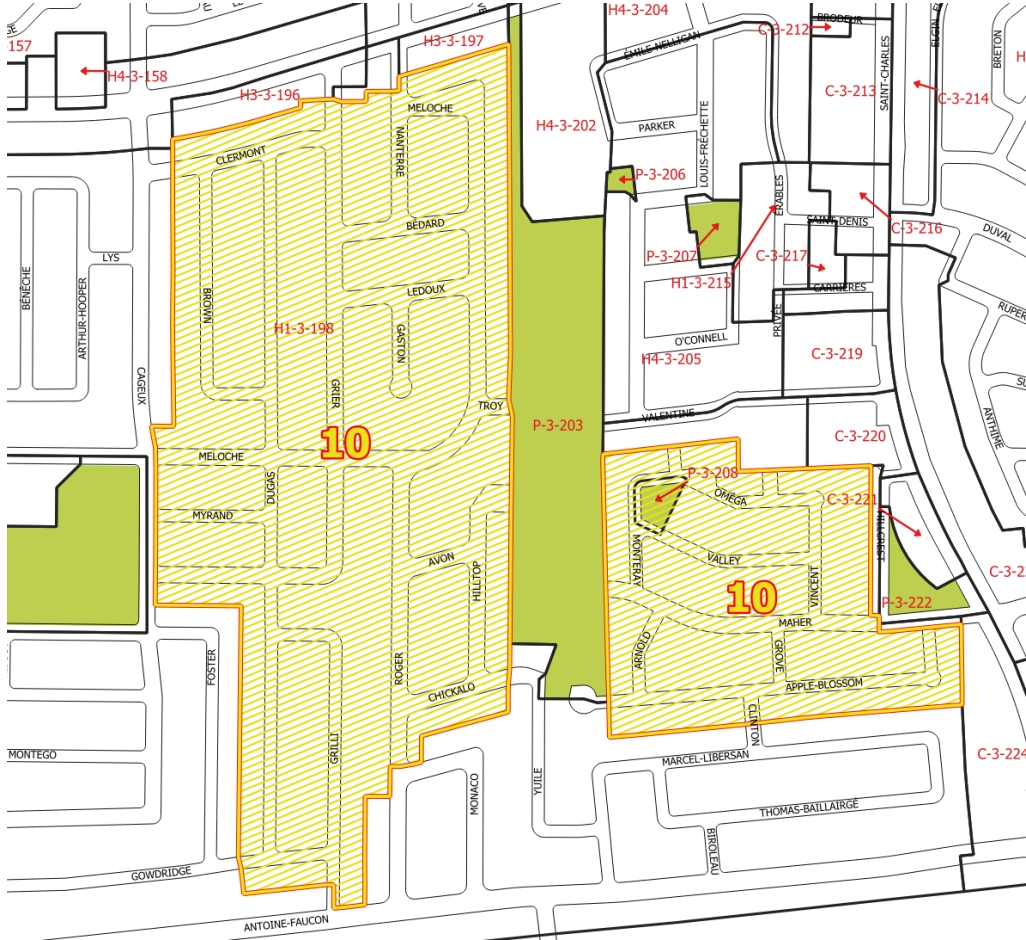 H4-3-204
BRODEUR
C-3-212
ELGIN
157
H3-3-197
ÉMILE-NELLIGAN
SAINT-CHARLES
BRETON
H4-3-158
H3-3-196
C-3-213
C-3-214
MELOCHE
H4-3-202
PARKER
LOUIS-FRÉCHETTE
NANTERRE
CLERMONT
P-3-206
ÉRABLES
BÉDARD
SAINT-DENIS
C-3-216
DUVAL
P-3-207
C-3-217
LYS
BÉNÈCHE
ARTHUR-HOOPER
H1-3-215
CARRIÈRES
LEDOUX
BROWN
H1-3-198
GASTON
PRIVÉE
O'CONNELL
H4-3-205
C-3-219
CAGEUX
GRIER
TROY
VALENTINE
ANTHIME
P-3-203
C-3-220
10
MELOCHE
P-3-208
DUGAS
OMÉGA
C-3-221
MYRAND
HILLCREST
MONTERAY
VALLEY
AVON
HILLTOP
VINCENT
10
P-3-222
MAHER
ARNOLD
GROVE
FOSTER
ROGER
CHICKALO
APPLE-BLOSSOM
CLINTON
GRILLI
MONTEGO
MARCEL-LIBERSAN
C-3-224
YUILE
MONACO
THOMAS-BAILLAIRGÉ
BIROLEAU
GOWDRIDGE
ANTOINE-FAUCON